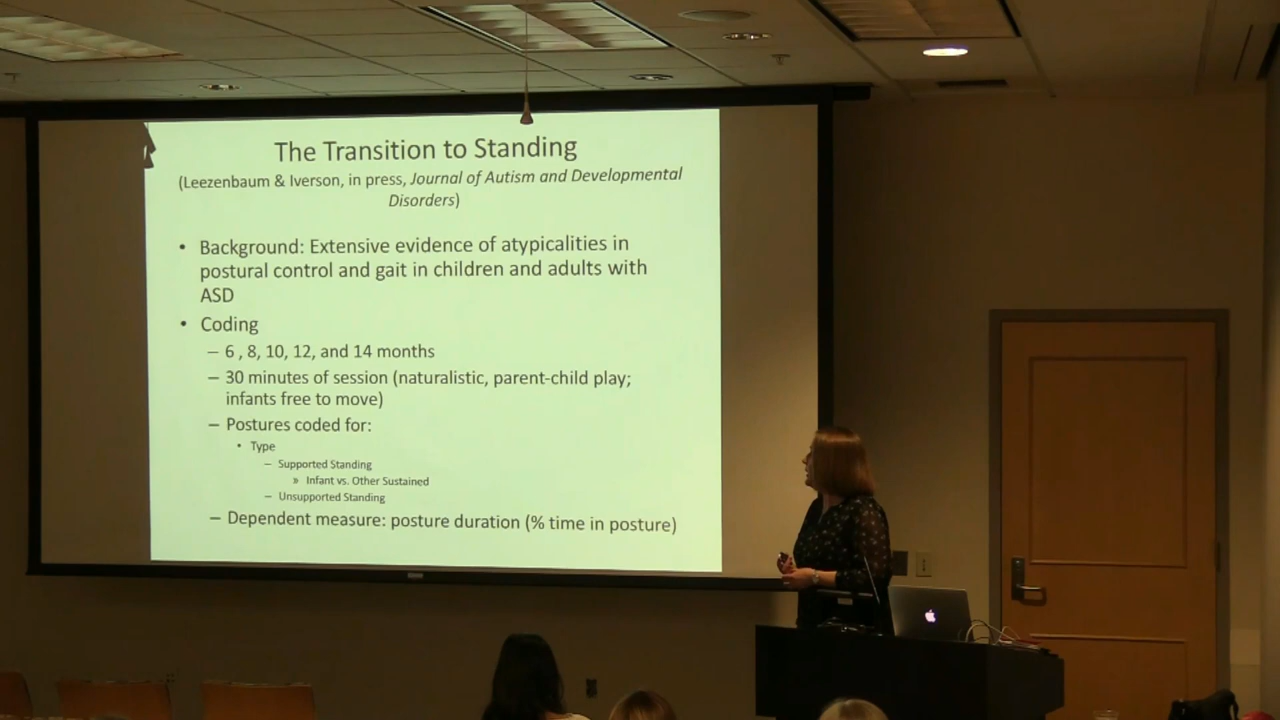 The Transition to Standing
(Leezenbaum & Iverson, in press, Journal of Autism and Developmental
Disorders)
• Background: Extensive evidence of atypicalities in
postural control and gait in children and adults with
ASD
• Coding
– 6 , 8, 10, 12, and 14 months
– 30 minutes of session (naturalistic, parent-child play;
infants free to move)
– Postures coded for:
• Type
– Supported Standing
» Infant vs. Other Sustained
– Unsupported Standing
– Dependent measure: posture duration (% time in posture)